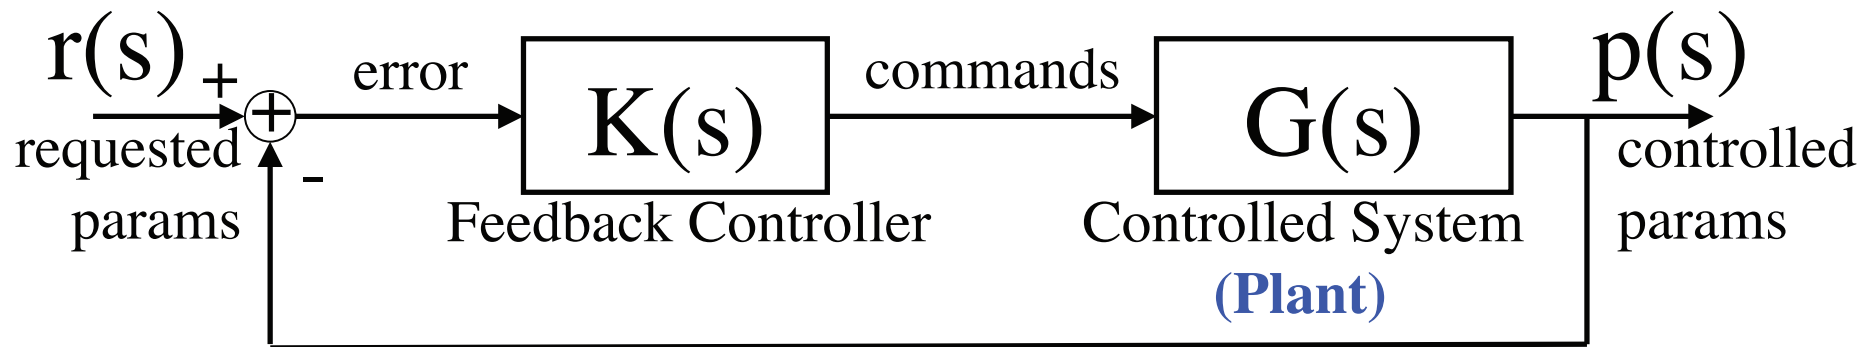 r(s)
+
+
requested
params
-
error
K(s)
Feedback Controller
commands
G(s)
Controlled System
(Plant)
p(s)
controlled
params